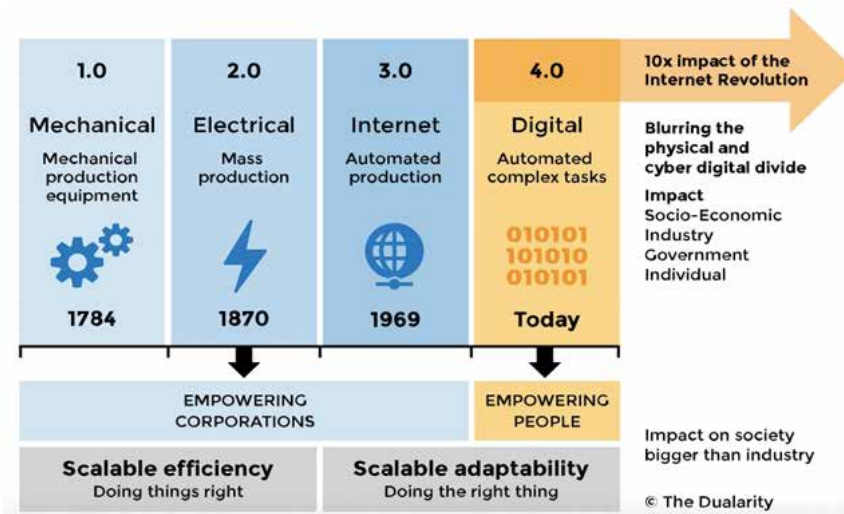 1.0
Mechanical
Mechanical
production
equipment
1784
2.0
Electrical
Mass
production
1870
3.0
Internet
Automated
production
1969
4.0
Digital
Automated
complex tasks
010101
101010
010101
Today
10x impact of the
Internet Revolution
Blurring the
physical and
cyber digital divide
Impact
Socio-Economic
Industry
Government
Individual
EMPOWERING
CORPORATIONS
EMPOWERING
PEOPLE
Scalable efficiency
Doing things right
Scalable adaptability
Doing the right thing
Impact on society
bigger than industry
© The Dualarity